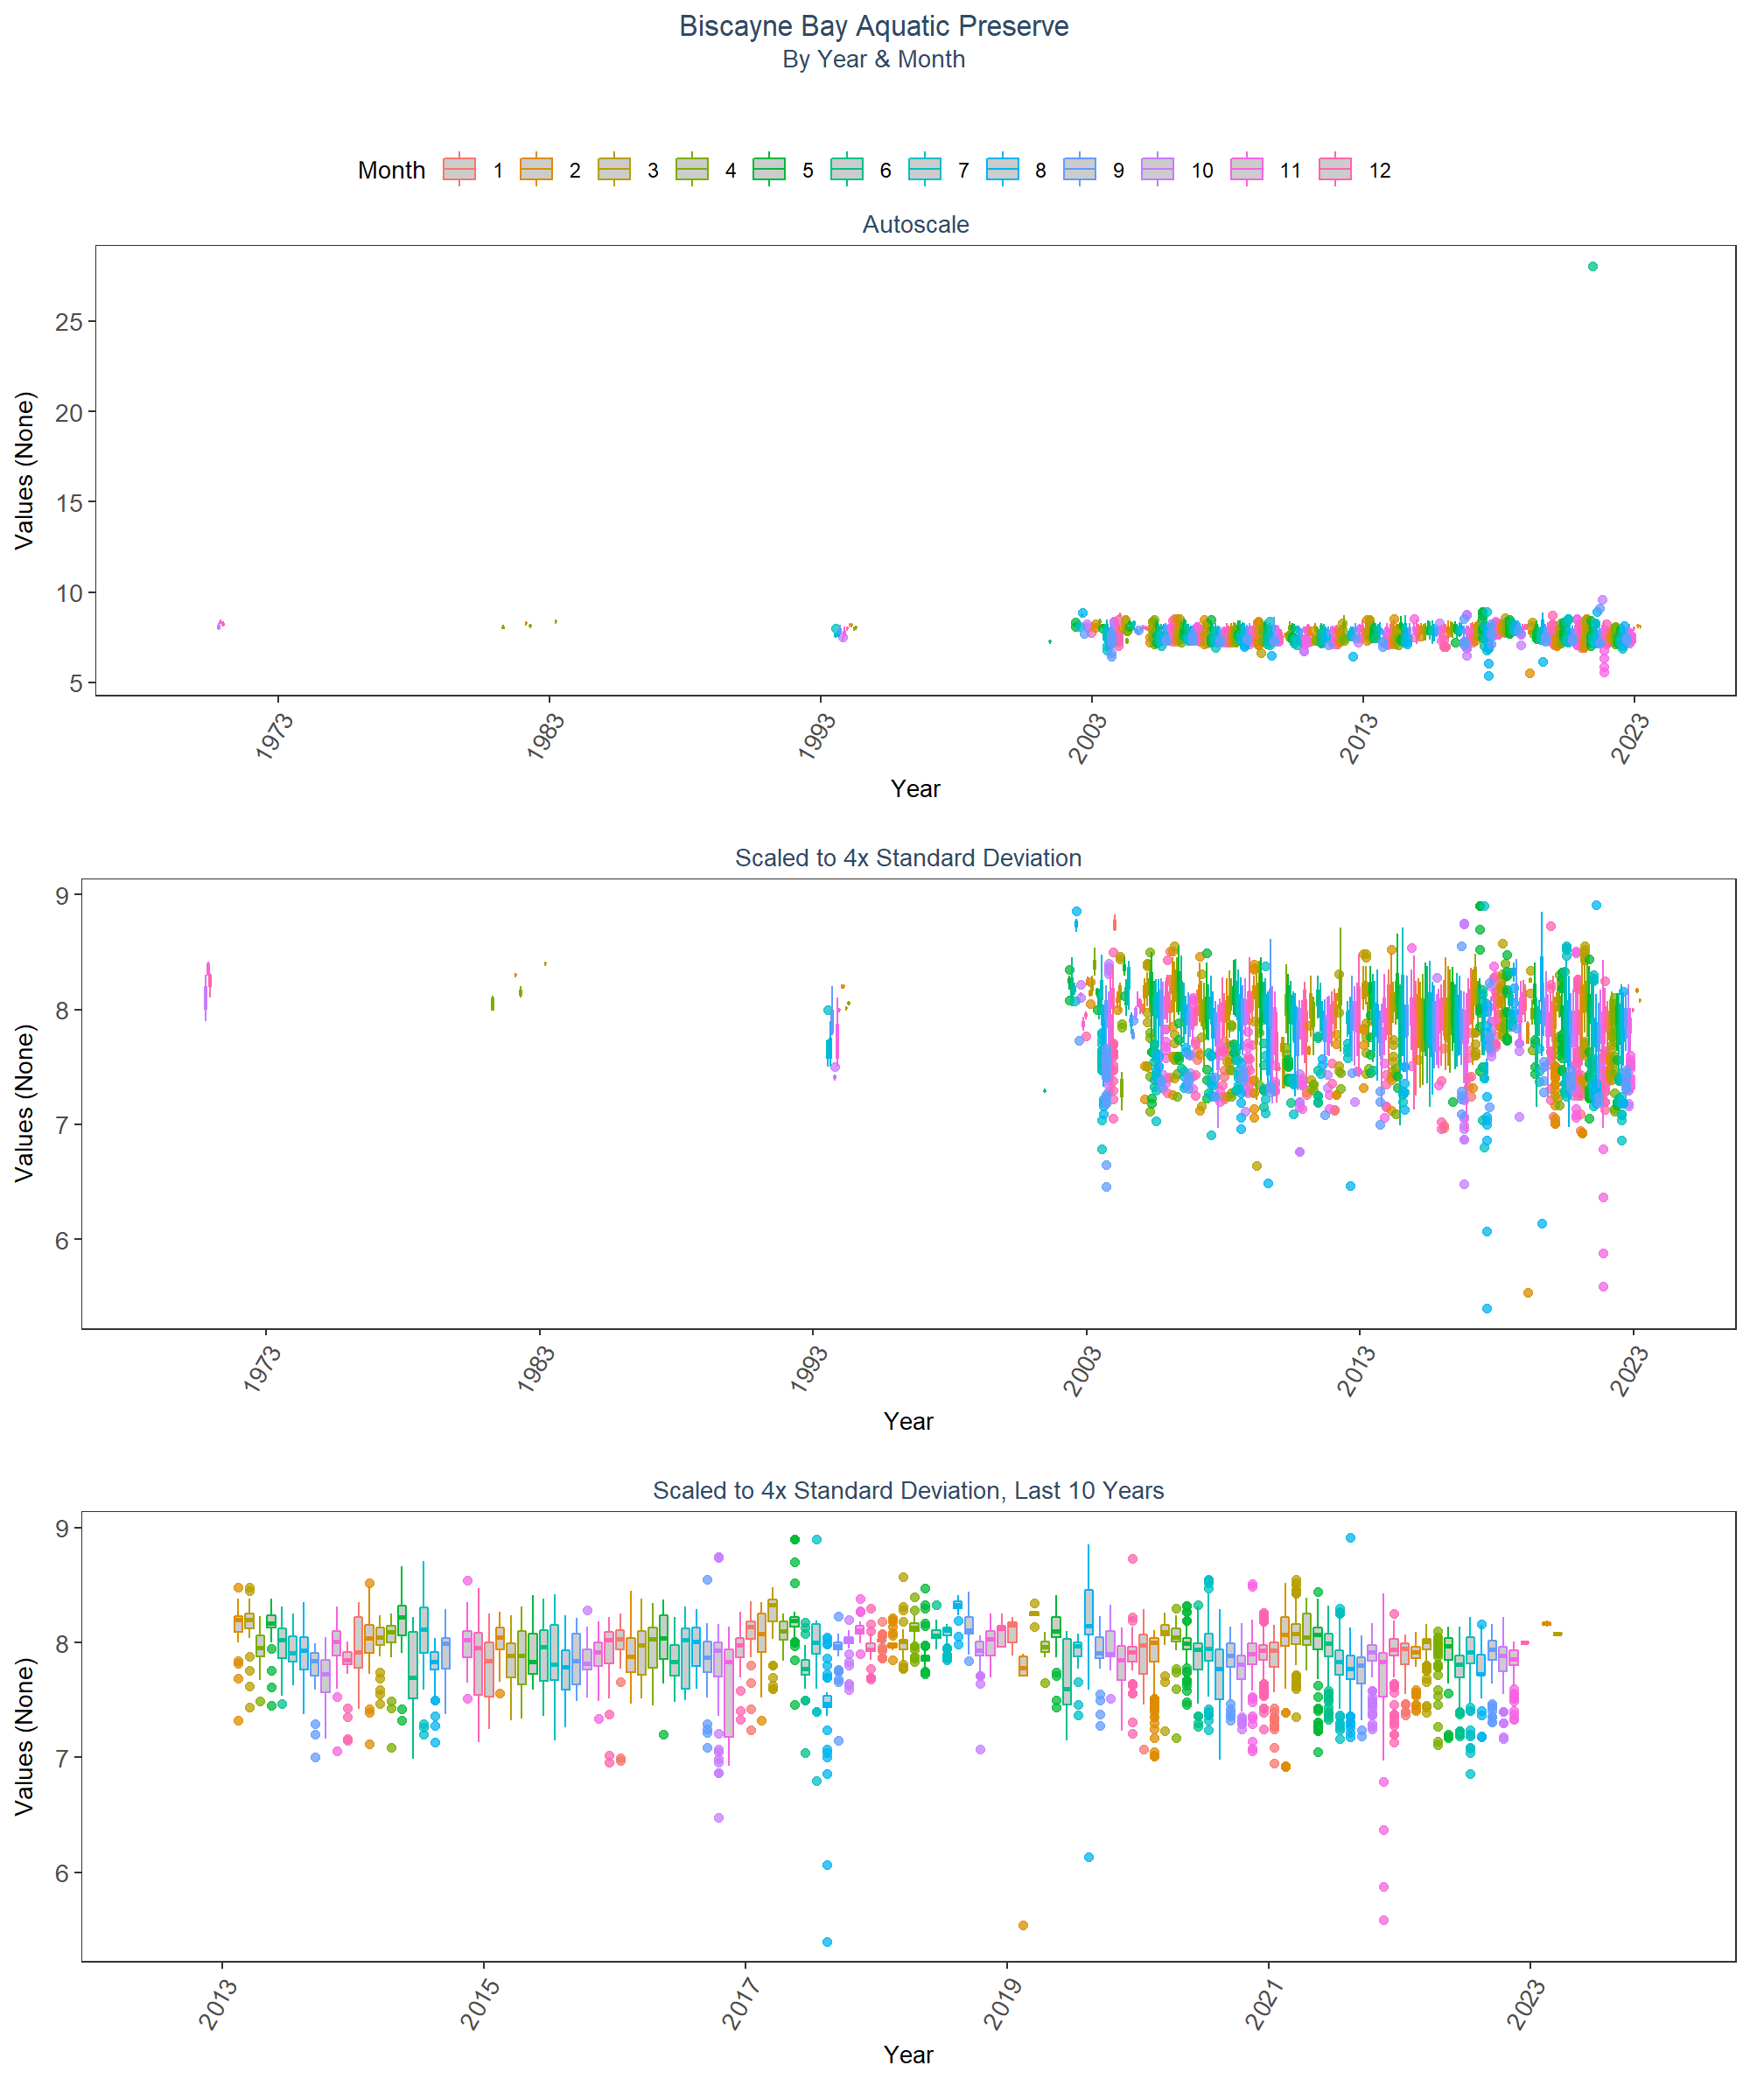 Biscayne Bay Aquatic Preserve
By Year & Month
Month 1 2 3 4 5 6 7 8 9 10 11 12
Autoscale
Values (None)
25
20
15
10
5
1973 1983 1993 2003 2013 2023
Year
Scaled to 4x Standard Deviation
Values (None)
9
8
7
6
1973 1983 1993 2003 2013 2023
Year
Scaled to 4x Standard Deviation, Last 10 Years
Values (None)
9
8
7
6
2013 2015 2017 2019 2021 2023
Year